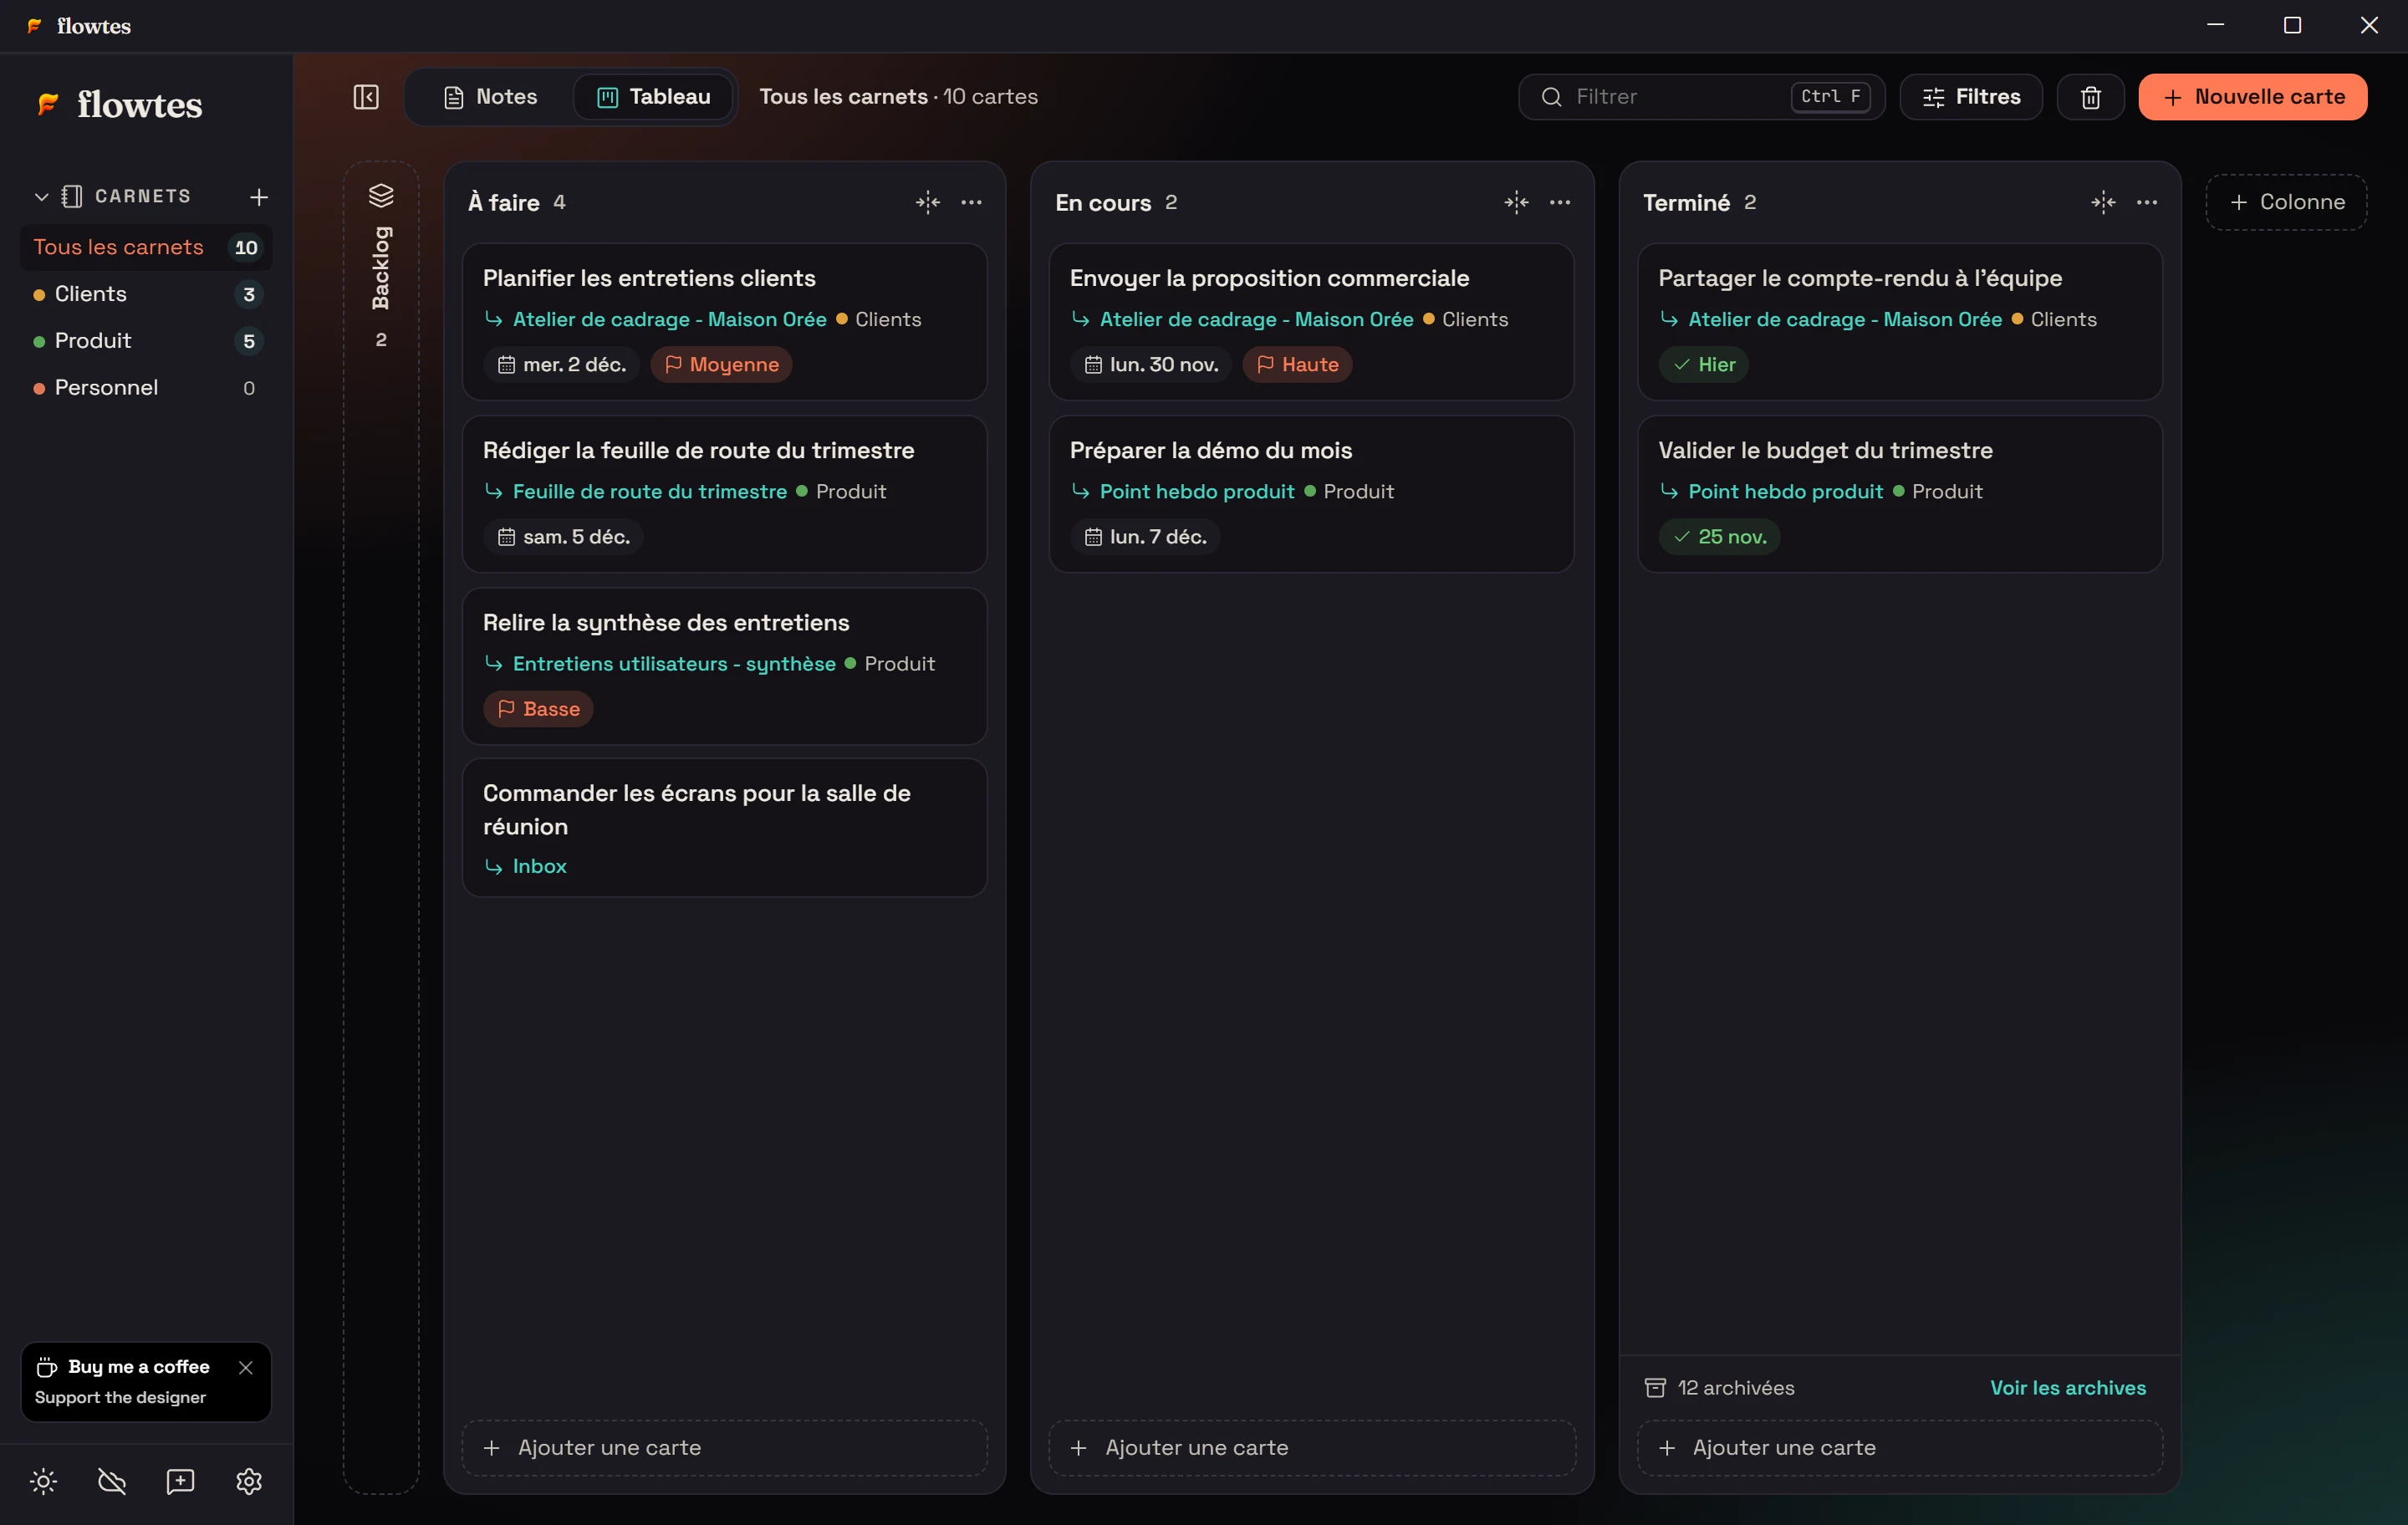 flowtes
flowtes
CARNETS
Tous les carnets 10
Clients 3
Produit 5
Personnel 0
Buy me a coffee
Support the designer
Notes
Tableau
Tous les carnets · 10 cartes
Filtrer
Ctrl F
Filtres
Nouvelle carte
Backlog 2
À faire 4
Planifier les entretiens clients
Atelier de cadrage - Maison Orée Clients
mer. 2 déc. Moyenne
Rédiger la feuille de route du trimestre
Feuille de route du trimestre Produit
sam. 5 déc.
Relire la synthèse des entretiens
Entretiens utilisateurs - synthèse Produit
Basse
Commander les écrans pour la salle de
réunion
Inbox
Ajouter une carte
En cours 2
Envoyer la proposition commerciale
Atelier de cadrage - Maison Orée Clients
lun. 30 nov. Haute
Préparer la démo du mois
Point hebdo produit Produit
lun. 7 déc.
Ajouter une carte
Terminé 2
Partager le compte-rendu à l'équipe
Atelier de cadrage - Maison Orée Clients
Hier
Valider le budget du trimestre
Point hebdo produit Produit
25 nov.
12 archivées
Voir les archives
Ajouter une carte
Colonne